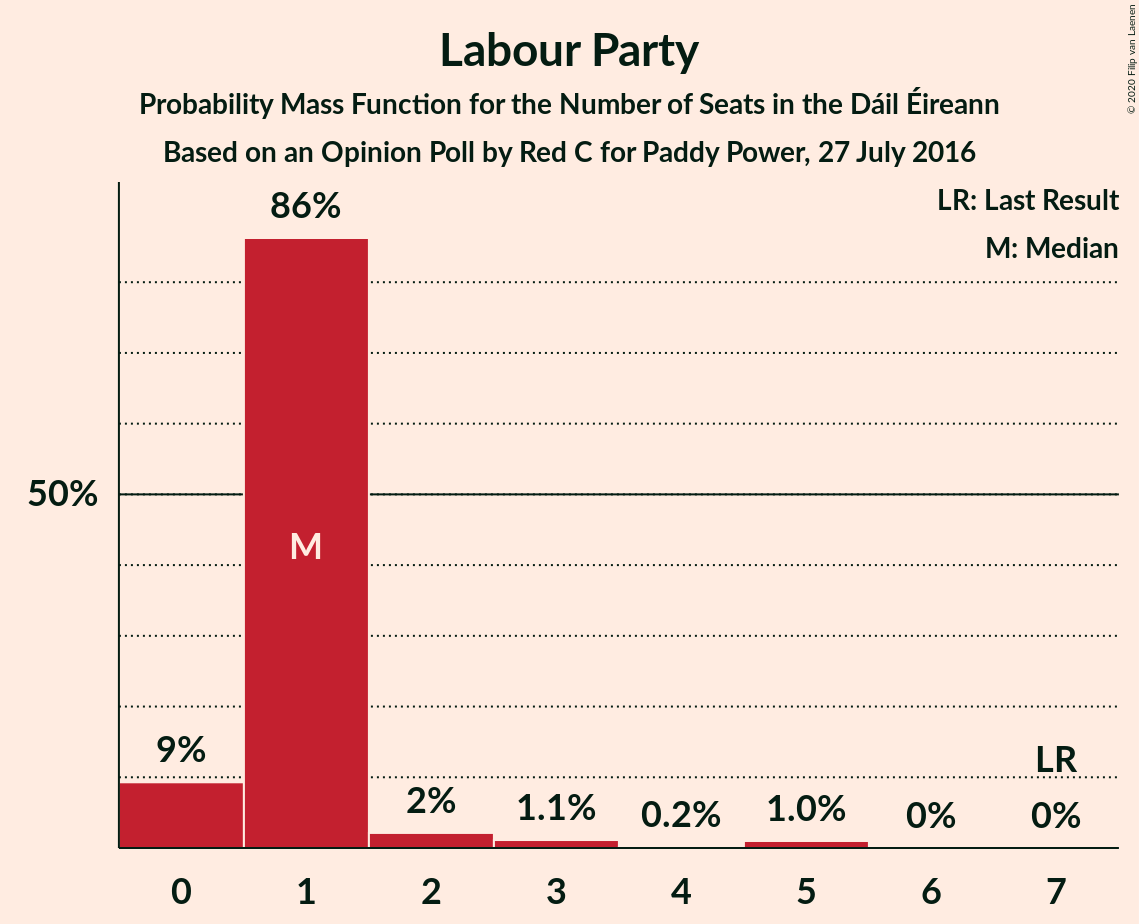 Labour Party
Probability Mass Function for the Number of Seats in the Dáil Éireann
Based on an Opinion Poll by Red C for Paddy Power, 27 July 2016
© 2020 Filip van Laenen
LR: Last Result
M: Median
86%
50%
M
9%
2%
1.1%
0.2%
1.0%
0%
LR
0%
0 1 2 3 4 5 6 7